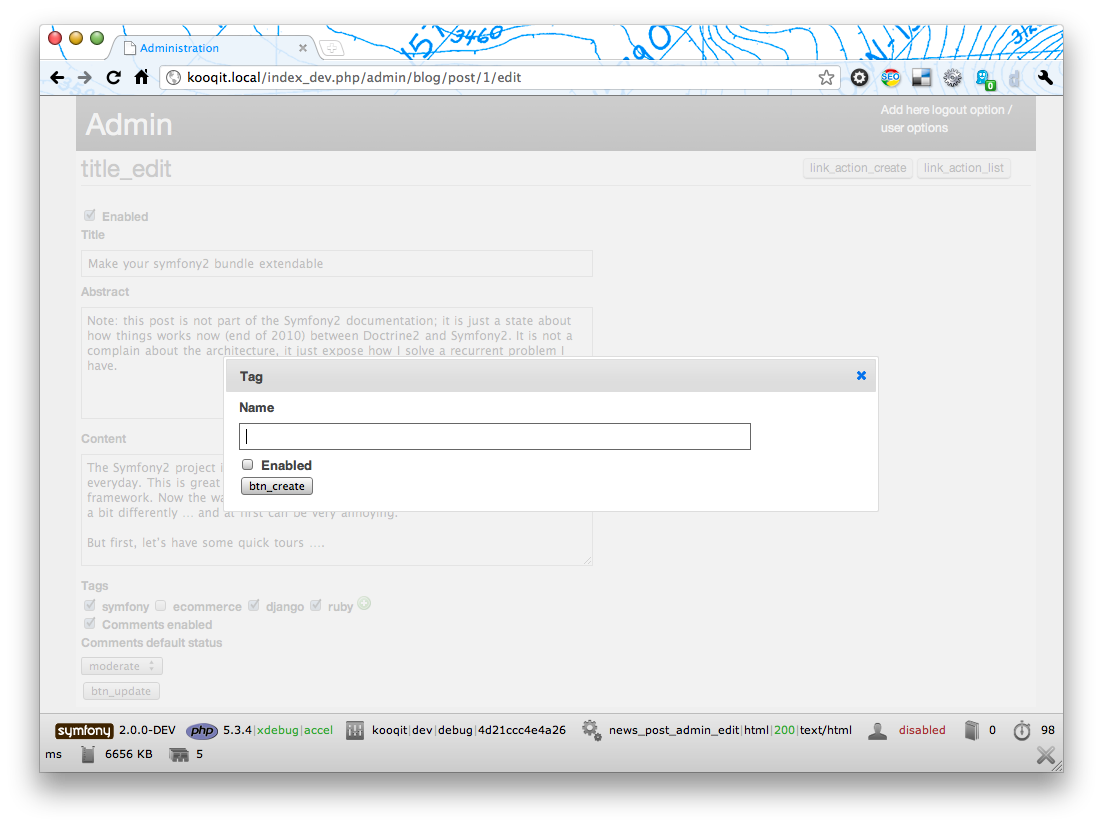 3460
Administration
kooqit.local/index_dev.php/admin/blog/post/1/edit
SEO
0
Admin
Add here logout option /
user options
title_edit
link_action_create link_action_list
Enabled
Title
Make your symfony2 bundle extendable
Abstract
Note: this post is not part of the Symfony2 documentation; it is just a state about
how things works now (end of 2010) between Doctrine2 and Symfony2. It is not a
complain about the architecture, it just expose how I solve a recurrent problem I
have.
Tag
Name
Enabled
btn_create
Content
The Symfony2 project
everyday. This is great
framework. Now the
a bit differently ... and at first can be very annoying.
But first, let's have some quick tours ....
Tags
symfony ecommerce django ruby
Comments enabled
Comments default status
moderate
btn_update
symfony 2.0.0-DEV php 5.3.4|xdebug|accel kooqit|dev|debug|4d21ccc4e4a26 news_post_admin_edit|html|200|text/html disabled 0 98
ms 6656 KB 5